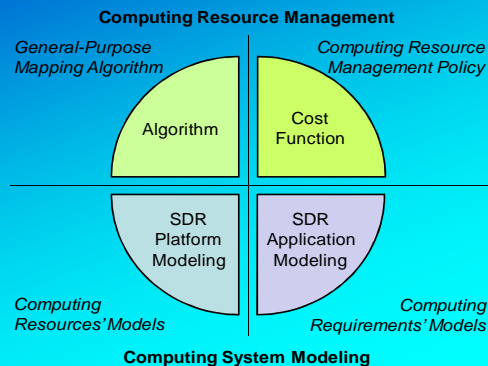 Computing Resource Management
General-Purpose
Mapping Algorithm
Computing Resource
Management Policy
Algorithm
Cost
Function
SDR
Platform
Modeling
SDR
Application
Modeling
Computing
Resources' Models
Computing
Requirements' Models
Computing System Modeling